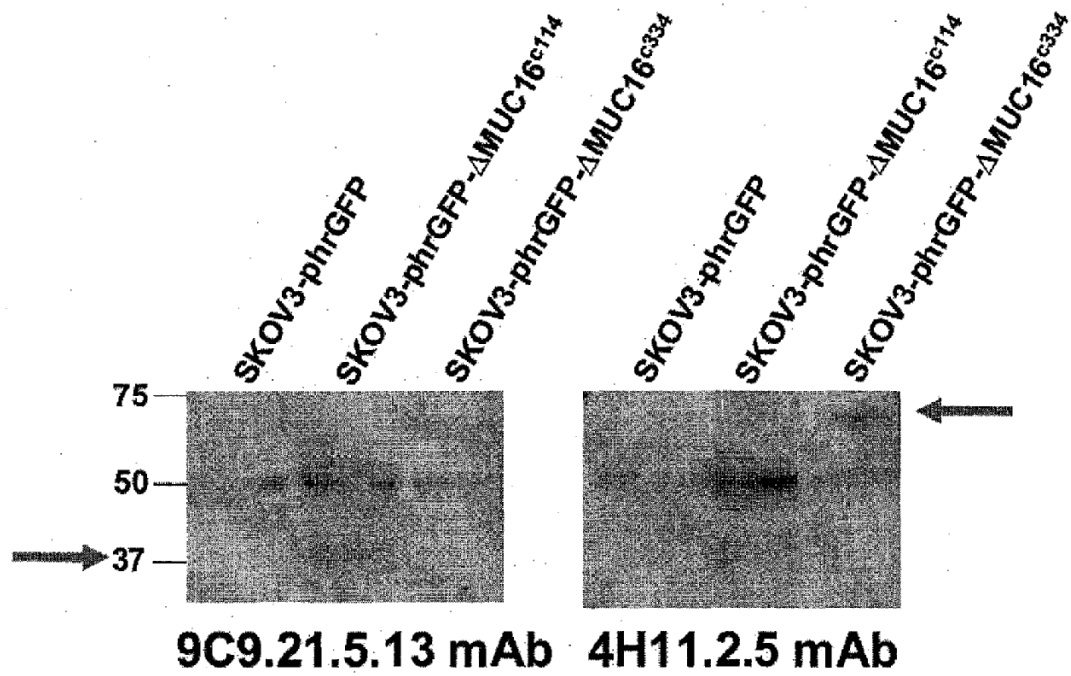 SKOV3-phrGFP
SKOV3-phrGFP-ΔMUC16c114
SKOV3-phrGFP-ΔMUC16c334
SKOV3-phrGFP
SKOV3-phrGFP-ΔMUC16c114
SKOV3-phrGFP-ΔMUC16c334
75
50
37
9C9.21.5.13 mAb
4H11.2.5 mAb